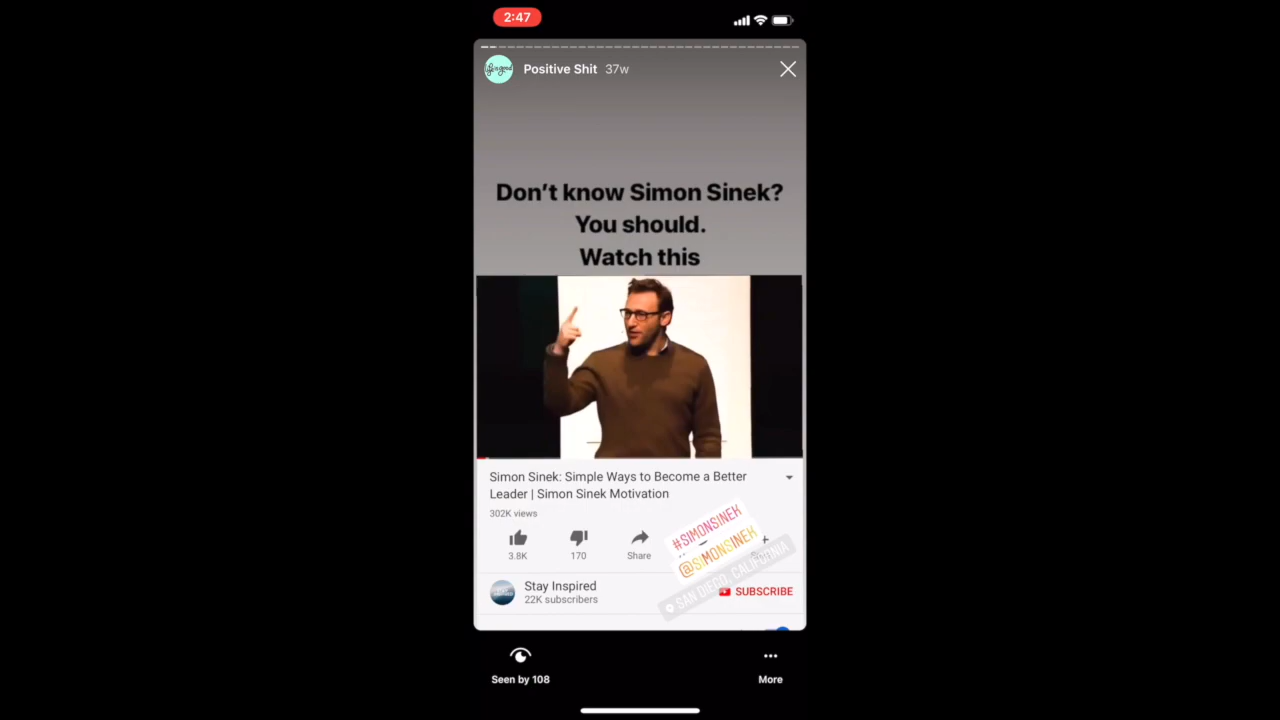 2:47
Positive Shit 37w
Don't know Simon Sinek?
You should.
Watch this
Simon Sinek: Simple Ways to Become a Better
Leader | Simon Sinek Motivation
302K views
#SIMONSINEK
@SIMONSINEK
SAN DIEGO, CALIFORNIA
3.8K
170
Share
Stay Inspired
22K subscribers
SUBSCRIBE
Seen by 108
More